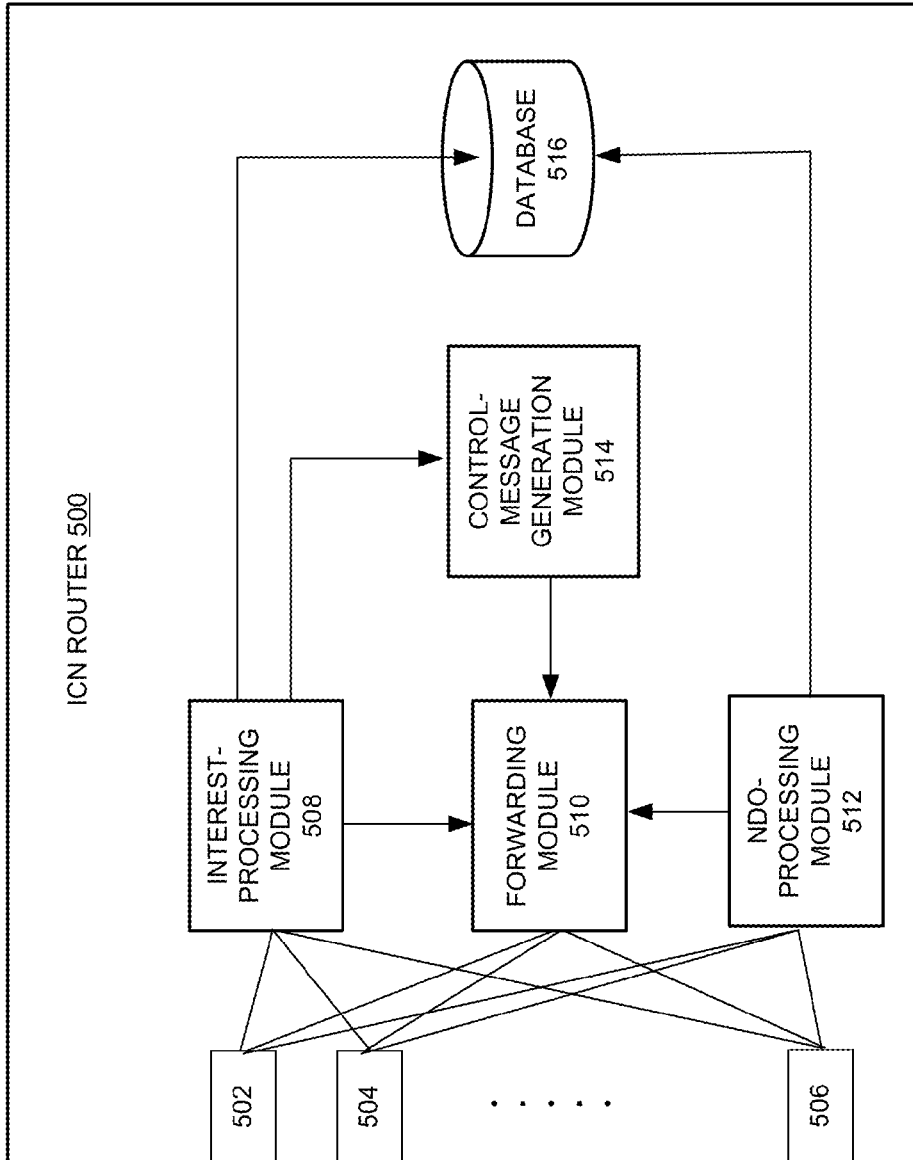 ICN ROUTER 500
502
504
. . . . .
506
INTEREST-
PROCESSING
MODULE
508
FORWARDING
MODULE
510
NDO-
PROCESSING
MODULE
512
CONTROL-
MESSAGE
GENERATION
MODULE
514
DATABASE
516